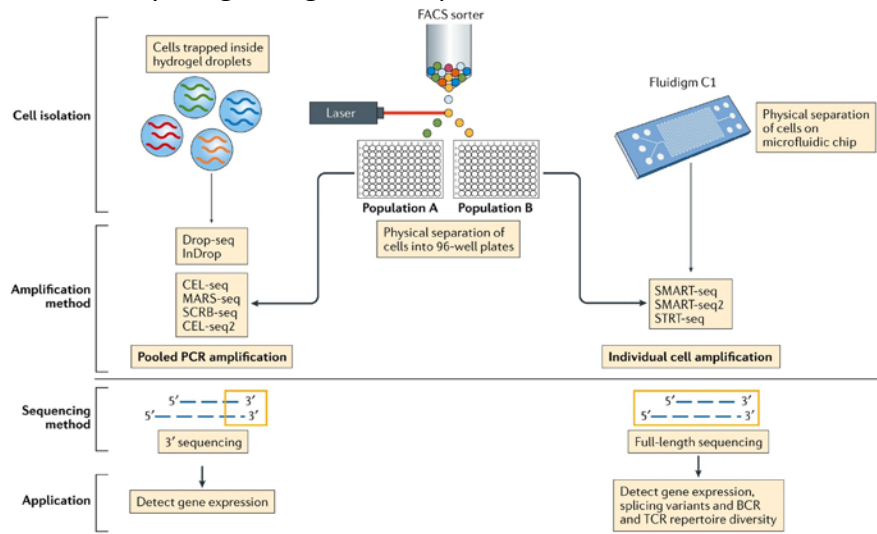 FACS sorter
Cells trapped inside
hydrogel droplets
Fluidigm C1
Cell isolation
Laser
Physical separation
of cells on
microfluidic chip
Population A
Population B
Physical separation of
cells into 96-well plates
Drop-seq
InDrop
Amplification
method
CEL-seq
MARS-seq
SCRB-seq
CEL-seq2
SMART-seq
SMART-seq2
STRT-seq
Pooled PCR amplification
Individual cell amplification
Sequencing
method
5′ 3′
5′ 3′
3′ sequencing
5′ 3′
5′ 3′
Full-length sequencing
Application
Detect gene expression
Detect gene expression,
splicing variants and BCR
and TCR repertoire diversity